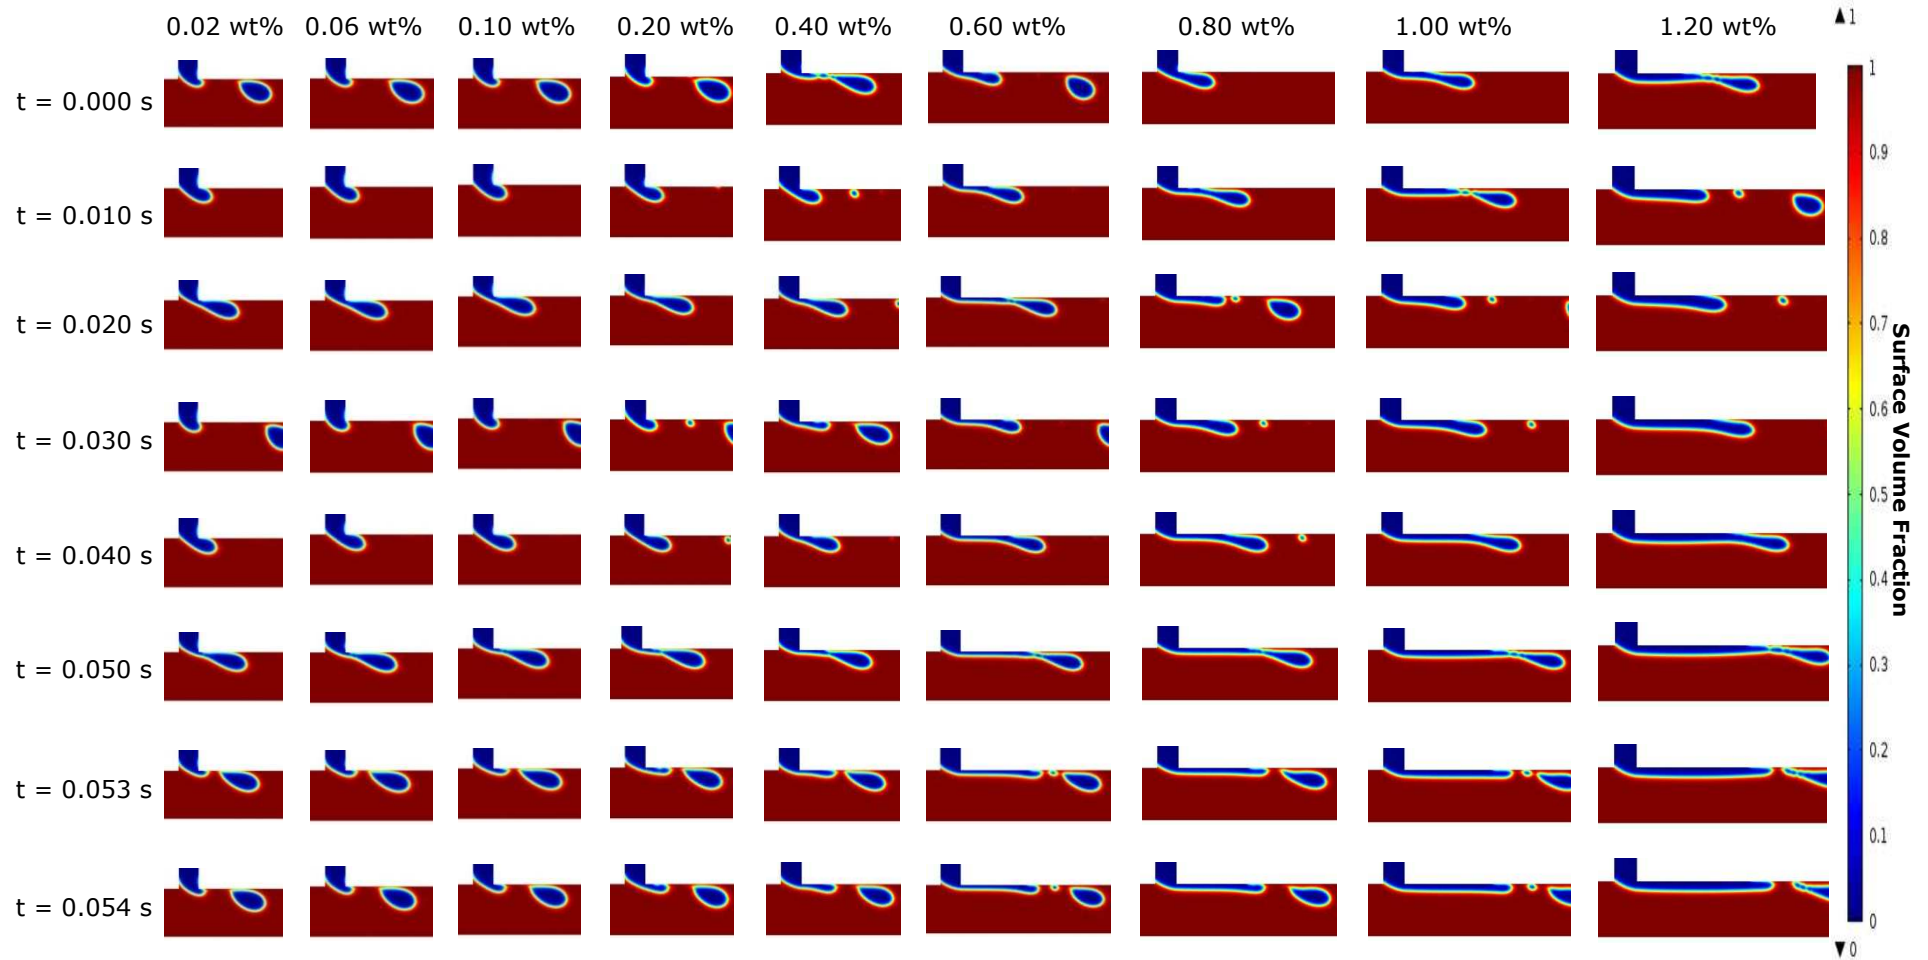 0.02 wt% 0.06 wt% 0.10 wt% 0.20 wt% 0.40 wt% 0.60 wt% 0.80 wt% 1.00 wt% 1.20 wt%
▲ 1
t = 0.000 s
t = 0.010 s
t = 0.020 s
t = 0.030 s
t = 0.040 s
t = 0.050 s
t = 0.053 s
t = 0.054 s
1
0.9
0.8
0.7
0.6
0.5
0.4
0.3
0.2
0.1
0
▼ 0
Surface Volume Fraction